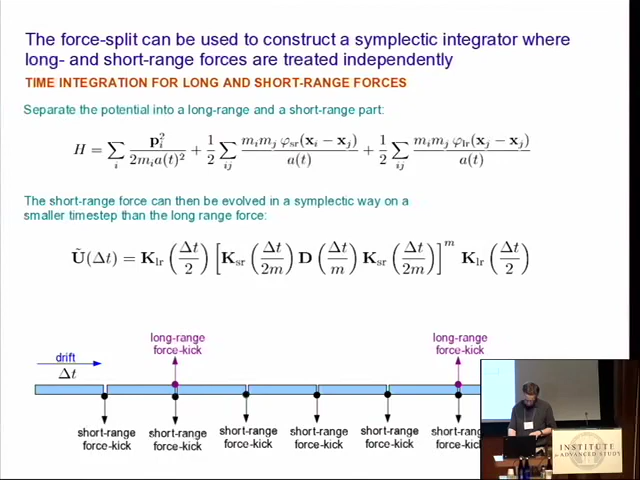 The force-split can be used to construct a symplectic integrator where
long- and short-range forces are treated independently
TIME INTEGRATION FOR LONG AND SHORT-RANGE FORCES
Separate the potential into a long-range and a short-range part:
H = ∑_i p_i^2 / (2m_i a(t)^2) + 1/2 ∑_ij m_i m_j φ_sr(x_i − x_j) / a(t) + 1/2 ∑_ij m_i m_j φ_lr(x_j − x_j) / a(t)
The short-range force can then be evolved in a symplectic way on a
smaller timestep than the long range force:
Ũ(Δt) = K_lr (Δt/2) [K_sr (Δt/2m) D (Δt/m) K_sr (Δt/2m)]^m K_lr (Δt/2)
long-range
force-kick
long-range
force-kick
drift
Δt
short-range
force-kick
short-range
force-kick
short-range
force-kick
short-range
force-kick
short-range
force-kick
short-rang
force-kick
INSTITUTE
for ADVANCED STUDY